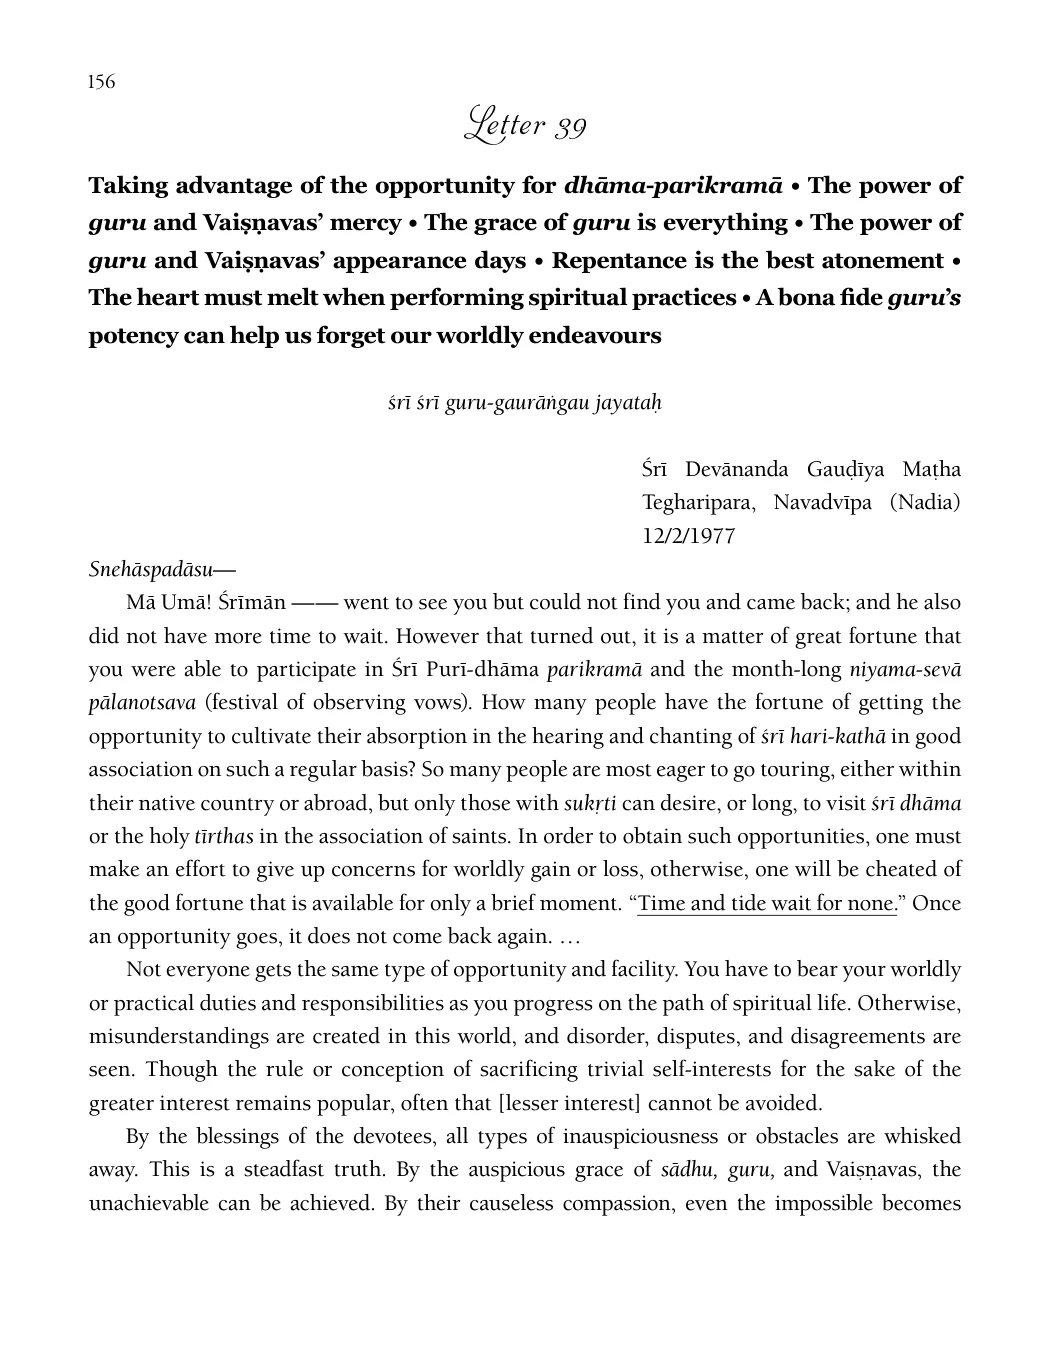 156
Letter 39
Taking advantage of the opportunity for dhāma-parikramā • The power of
guru and Vaiṣṇavas’ mercy • The grace of guru is everything • The power of
guru and Vaiṣṇavas’ appearance days • Repentance is the best atonement •
The heart must melt when performing spiritual practices • A bona fide guru’s
potency can help us forget our worldly endeavours
śrī śrī guru-gaurāṅgau jayataḥ
Śrī Devānanda Gauḍīya Maṭha
Tegharipara, Navadvīpa (Nadia)
12/2/1977
Snehāspadāsu—
Mā Umā! Śrīmān —— went to see you but could not find you and came back; and he also
did not have more time to wait. However that turned out, it is a matter of great fortune that
you were able to participate in Śrī Purī-dhāma parikramā and the month-long niyama-sevā
pālanotsava (festival of observing vows). How many people have the fortune of getting the
opportunity to cultivate their absorption in the hearing and chanting of śrī hari-kathā in good
association on such a regular basis? So many people are most eager to go touring, either within
their native country or abroad, but only those with sukṛti can desire, or long, to visit śrī dhāma
or the holy tīrthas in the association of saints. In order to obtain such opportunities, one must
make an effort to give up concerns for worldly gain or loss, otherwise, one will be cheated of
the good fortune that is available for only a brief moment. “Time and tide wait for none.” Once
an opportunity goes, it does not come back again. …
Not everyone gets the same type of opportunity and facility. You have to bear your worldly
or practical duties and responsibilities as you progress on the path of spiritual life. Otherwise,
misunderstandings are created in this world, and disorder, disputes, and disagreements are
seen. Though the rule or conception of sacrificing trivial self-interests for the sake of the
greater interest remains popular, often that [lesser interest] cannot be avoided.
By the blessings of the devotees, all types of inauspiciousness or obstacles are whisked
away. This is a steadfast truth. By the auspicious grace of sādhu, guru, and Vaiṣṇavas, the
unachievable can be achieved. By their causeless compassion, even the impossible becomes